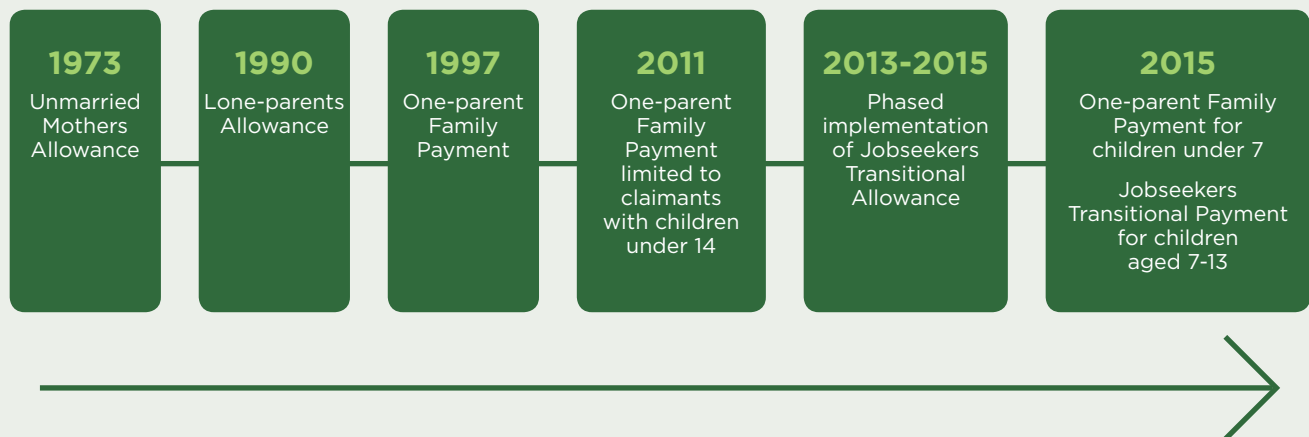 1973
Unmarried
Mothers
Allowance
1990
Lone-parents
Allowance
1997
One-parent
Family
Payment
2011
One-parent
Family
Payment
limited to
claimants
with children
under 14
2013-2015
Phased
implementation
of Jobseekers
Transitional
Allowance
2015
One-parent Family
Payment for
children under 7
Jobseekers
Transitional Payment
for children
aged 7-13